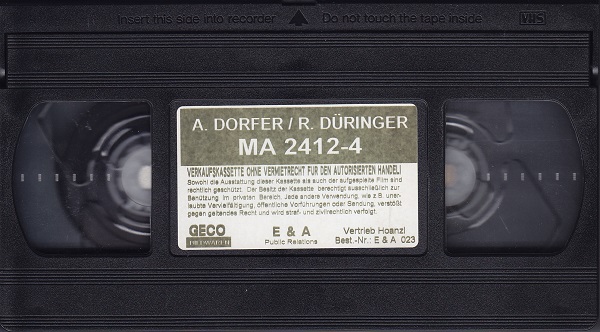 Insert this side into recorder
Do not touch the tape inside
VHS
A. DORFER / R. DÜRINGER
MA 2412-4
VERKAUFSKASSETTE OHNE VERMIETRECHT FÜR DEN AUTORISIERTEN HANDEL!
Sowohl die Ausstattung dieser Kassette als auch der aufgespielte Film sind
rechtlich geschützt. Der Besitz der Kassette berechtigt ausschließlich zur
Benützung im privaten Bereich. Jede andere Verwendung, wie z.B. uner-
laubte Vervielfältigung, öffentliche Vorführungen oder Sendung, verstößt
gegen geltendes Recht und wird straf- und zivilrechtlich verfolgt.
GECO
BILDWAREN
E & A
Public Relations
Vertrieb Hoanzl
Best.-Nr.: E & A 023